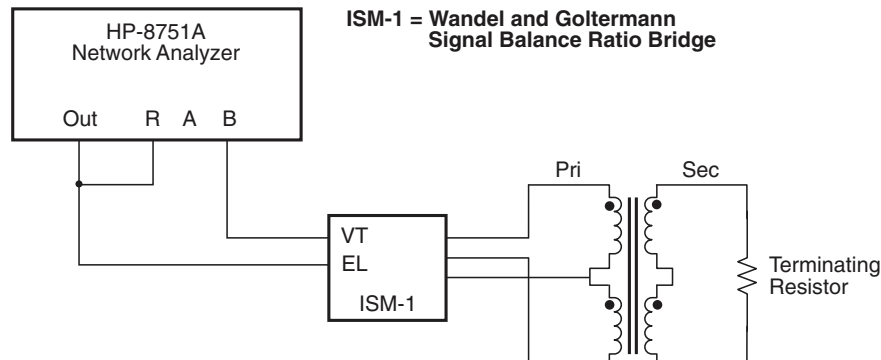 HP-8751A
Network Analyzer
Out R A B
ISM-1 = Wandel and Goltermann
Signal Balance Ratio Bridge
Pri Sec
VT
EL
ISM-1
Terminating
Resistor